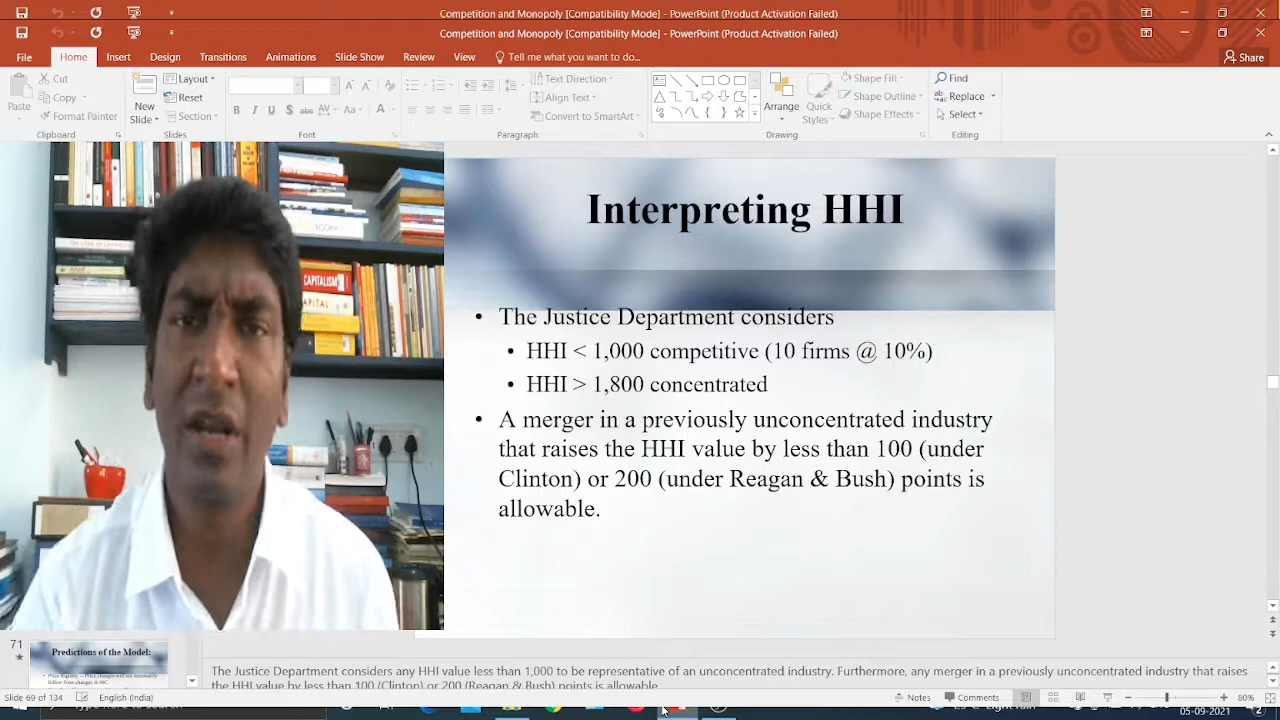 Competition and Monopoly [Compatibility Mode] - PowerPoint (Product Activation Failed)
Competition and Monopoly [Compatibility Mode] - PowerPoint (Product Activation Failed)
File Home Insert Design Transitions Animations Slide Show Review View Tell me what you want to do... Share
Paste Cut Copy Format Painter
Clipboard
New Slide Layout Reset Section
Slides
B I U S abc AV Aa A
Font
Text Direction
Align Text
Convert to SmartArt
Paragraph
Arrange Quick Styles Shape Fill Shape Outline Shape Effects
Drawing
Find
Replace
Select
Editing
CAPITALISM
CAPITAL
Interpreting HHI
• The Justice Department considers
• HHI < 1,000 competitive (10 firms @ 10%)
• HHI > 1,800 concentrated
• A merger in a previously unconcentrated industry
that raises the HHI value by less than 100 (under
Clinton) or 200 (under Reagan & Bush) points is
allowable.
71
Predictions of the Model:
The Justice Department considers any HHI value less than 1,000 to be representative of an unconcentrated industry. Furthermore, any merger in a previously unconcentrated industry that raises
the HHI value by less than 100 (Clinton) or 200 (Reagan & Bush) points is allowable.
Slide 69 of 134 English (India) Notes Comments 80%
05-09-2021